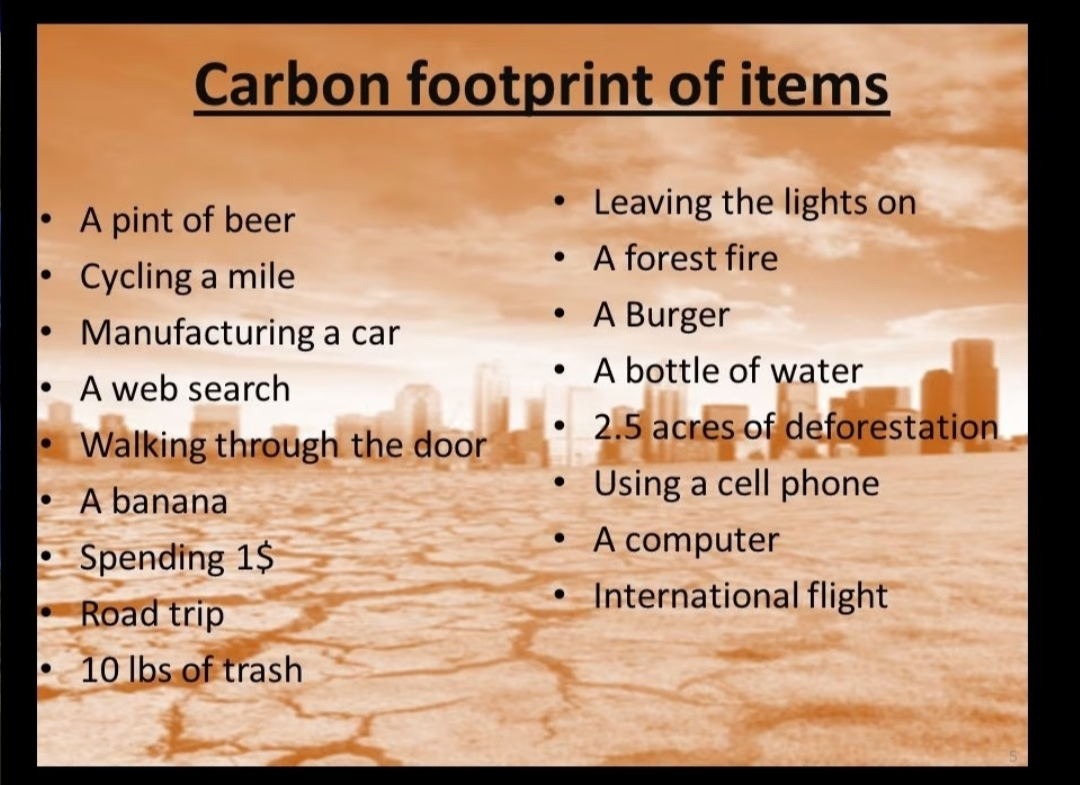 Carbon footprint of items
• A pint of beer
• Cycling a mile
• Manufacturing a car
• A web search
• Walking through the door
• A banana
• Spending 1$
• Road trip
• 10 lbs of trash
• Leaving the lights on
• A forest fire
• A Burger
• A bottle of water
• 2.5 acres of deforestation
• Using a cell phone
• A computer
• International flight
5